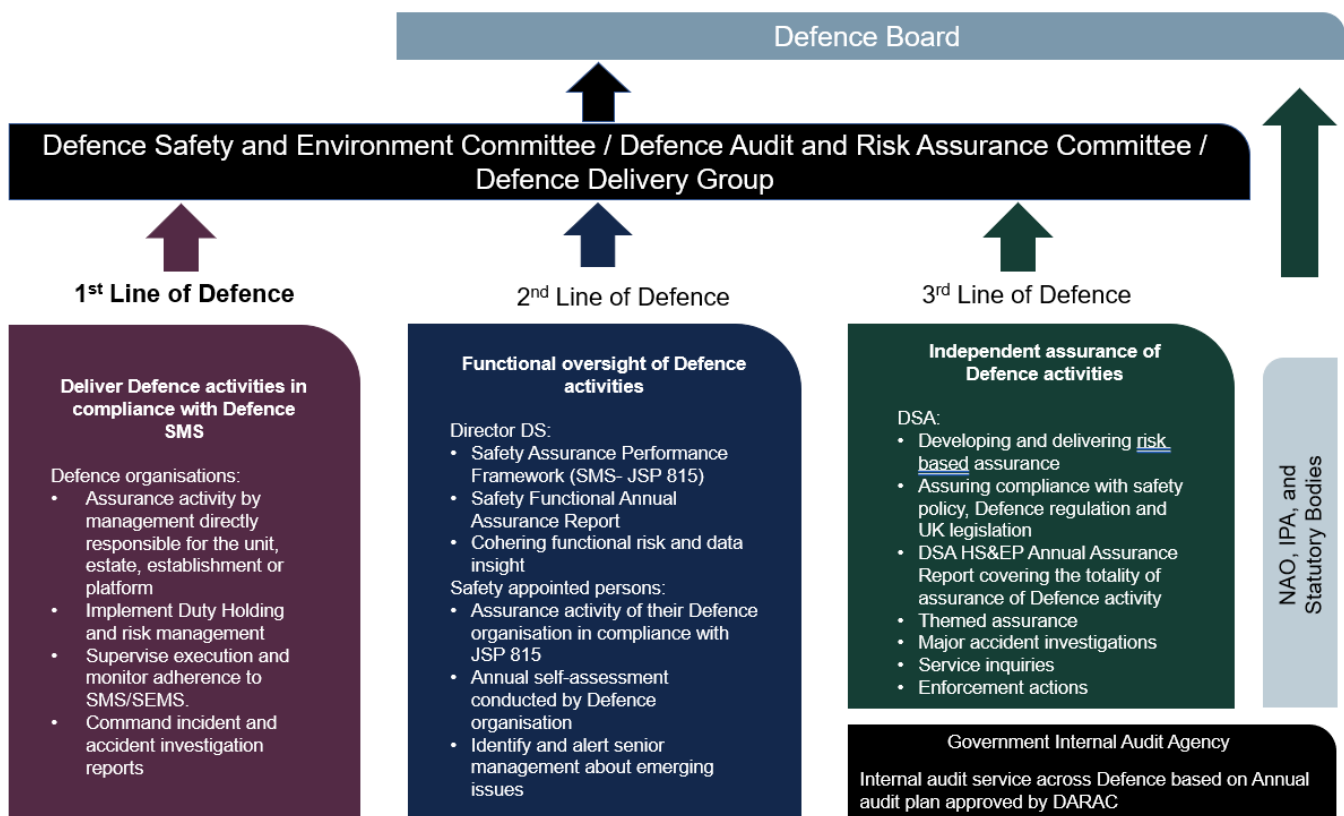 Defence Board
Defence Safety and Environment Committee / Defence Audit and Risk Assurance Committee /
Defence Delivery Group
1st Line of Defence
Deliver Defence activities in
compliance with Defence
SMS
Defence organisations:
• Assurance activity by
management directly
responsible for the unit,
estate, establishment or
platform
• Implement Duty Holding
and risk management
• Supervise execution and
monitor adherence to
SMS/SEMS.
• Command incident and
accident investigation
reports
2nd Line of Defence
Functional oversight of Defence
activities
Director DS:
• Safety Assurance Performance
Framework (SMS- JSP 815)
• Safety Functional Annual
Assurance Report
• Cohering functional risk and data
insight
Safety appointed persons:
• Assurance activity of their Defence
organisation in compliance with
JSP 815
• Annual self-assessment
conducted by Defence
organisation
• Identify and alert senior
management about emerging
issues
3rd Line of Defence
Independent assurance of
Defence activities
DSA:
• Developing and delivering risk
based assurance
• Assuring compliance with safety
policy, Defence regulation and
UK legislation
• DSA HS&EP Annual Assurance
Report covering the totality of
assurance of Defence activity
• Themed assurance
• Major accident investigations
• Service inquiries
• Enforcement actions
Government Internal Audit Agency
Internal audit service across Defence based on Annual
audit plan approved by DARAC
NAO, IPA, and
Statutory Bodies